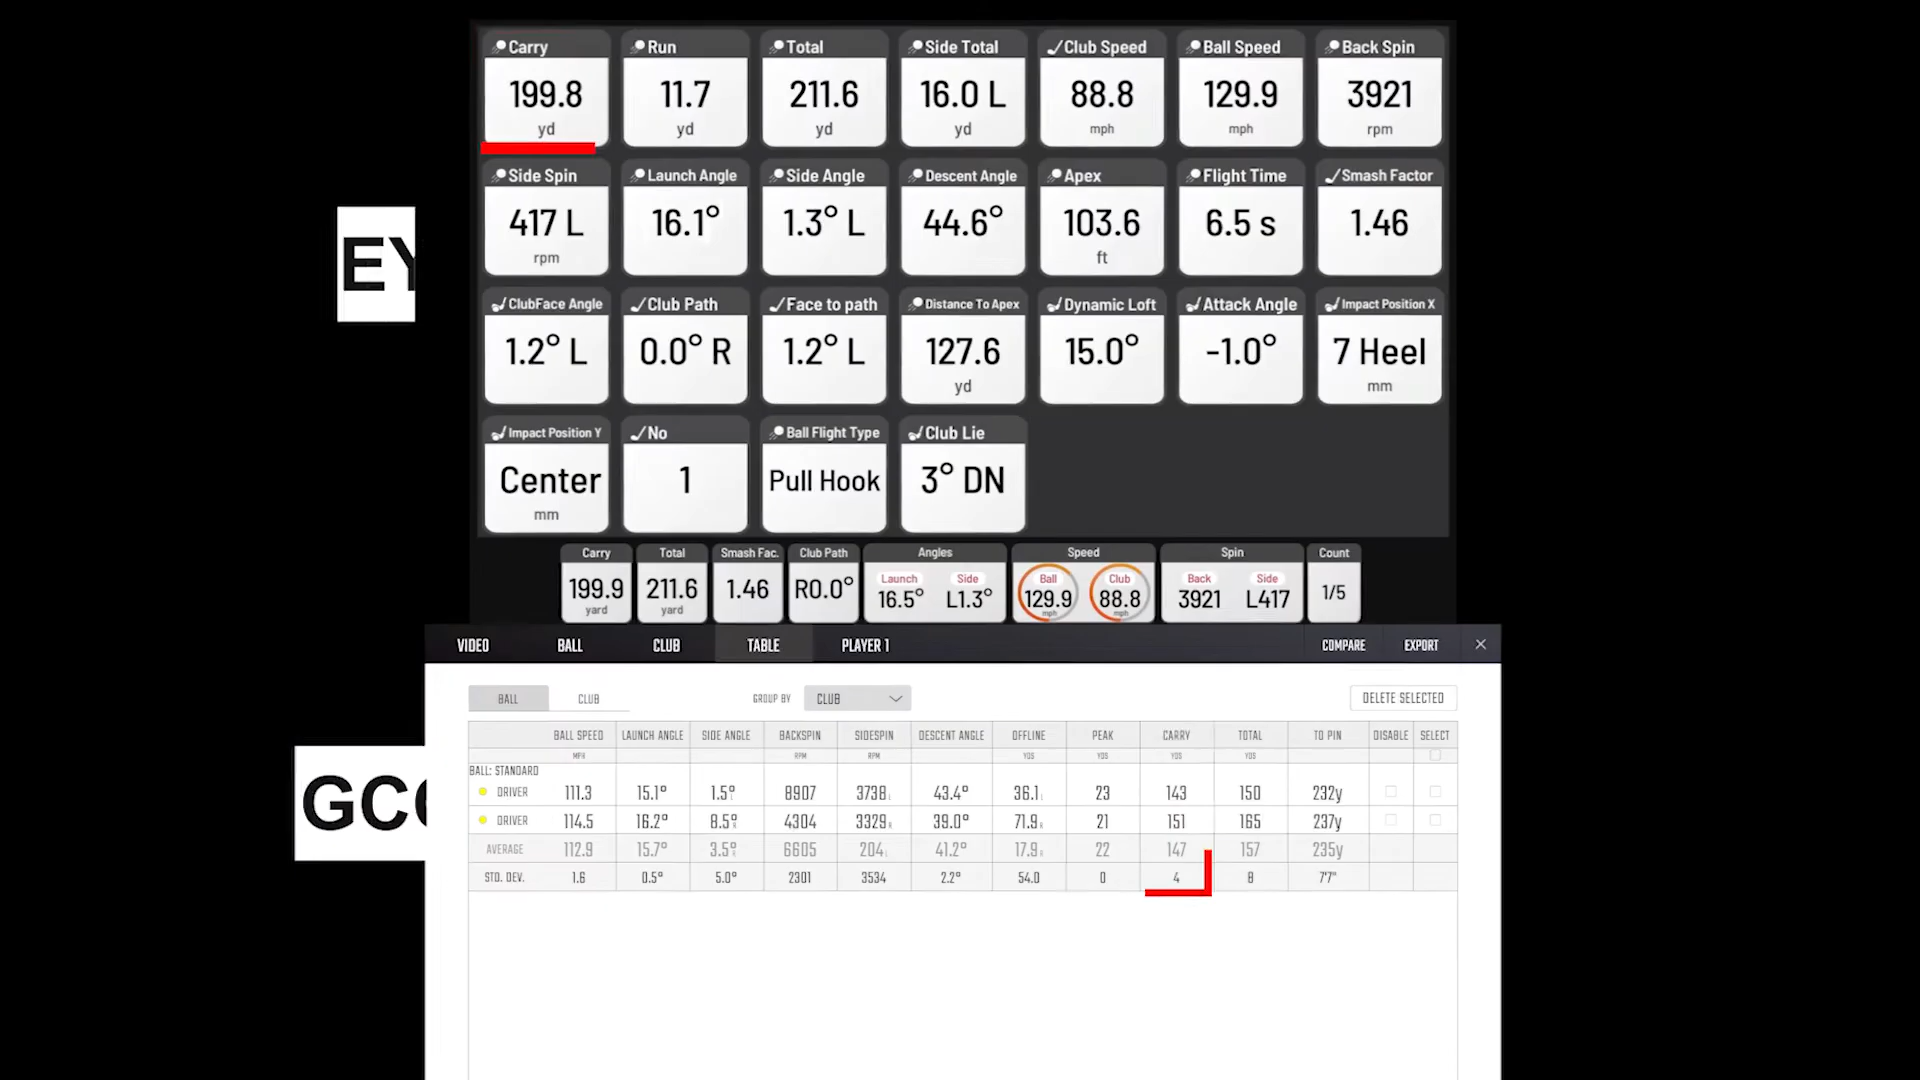 Carry Run Total Side Total Club Speed Ball Speed Back Spin
199.8 11.7 211.6 16.0 L 88.8 129.9 3921
yd yd yd yd mph mph rpm
Side Spin Launch Angle Side Angle Descent Angle Apex Flight Time Smash Factor
417 L 16.1° 1.3° L 44.6° 103.6 6.5 s 1.46
rpm ft
EY
ClubFace Angle Club Path Face to path Distance To Apex Dynamic Loft Attack Angle Impact Position X
1.2° L 0.0° R 1.2° L 127.6 15.0° -1.0° 7 Heel
yd mm
Impact Position Y No Ball Flight Type Club Lie
Center 1 Pull Hook 3° DN
mm
Carry Total Smash Fac. Club Path Angles Speed Spin Count
Launch Side Ball Club Back Side
199.9 211.6 1.46 R0.0° 16.5° L1.3° 129.9 88.8 3921 L417 1/5
yard yard mph mph
VIDEO BALL CLUB TABLE PLAYER 1 COMPARE EXPORT
BALL CLUB GROUP BY CLUB DELETE SELECTED
BALL SPEED LAUNCH ANGLE SIDE ANGLE BACKSPIN SIDESPIN DESCENT ANGLE OFFLINE PEAK CARRY TOTAL TO PIN DISABLE SELECT
MPH RPM RPM YDS YDS YDS YDS
BALL: STANDARD
DRIVER 111.3 15.1° 1.5° L 8907 3738 L 43.4° 36.1 L 23 143 150 232y
DRIVER 114.5 16.2° 8.5° R 4304 3329 R 39.0° 71.9 R 21 151 165 237y
AVERAGE 112.9 15.7° 3.5° R 6605 204 L 41.2° 17.9 R 22 147 157 235y
STD. DEV. 1.6 0.5° 5.0° 2301 3534 2.2° 54.0 0 4 8 7'7"
GC